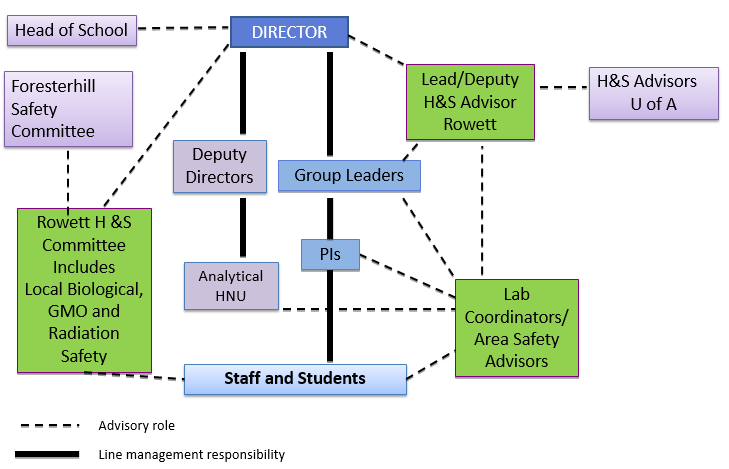 Head of School
DIRECTOR
Foresterhill
Safety
Committee
Lead/Deputy
H&S Advisor
Rowett
H&S Advisors
U of A
Deputy
Directors
Group Leaders
Rowett H &S
Committee
Includes
Local Biological,
GMO and
Radiation
Safety
PIs
Analytical
HNU
Lab
Coordinators/
Area Safety
Advisors
Staff and Students
Advisory role
Line management responsibility